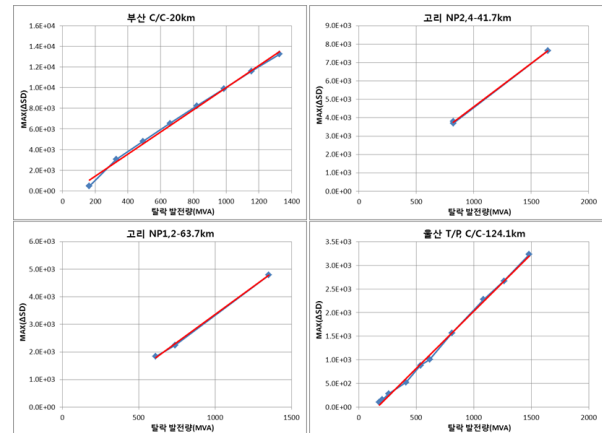 부산 C/C-20km
MAX(ΔSD)
1.6E+04
1.4E+04
1.2E+04
1.0E+04
8.0E+03
6.0E+03
4.0E+03
2.0E+03
0.0E+00
0 200 400 600 800 1000 1200 1400
탈락 발전량(MVA)
고리 NP2,4-41.7km
MAX(ΔSD)
9.0E+03
8.0E+03
7.0E+03
6.0E+03
5.0E+03
4.0E+03
3.0E+03
2.0E+03
1.0E+03
0.0E+00
0 500 1000 1500 2000
탈락 발전량(MVA)
고리 NP1,2-63.7km
MAX(ΔSD)
6.0E+03
5.0E+03
4.0E+03
3.0E+03
2.0E+03
1.0E+03
0.0E+00
0 500 1000 1500
탈락 발전량(MVA)
울산 T/P, C/C-124.1km
MAX(ΔSD)
3.5E+03
3.0E+03
2.5E+03
2.0E+03
1.5E+03
1.0E+03
5.0E+02
0.0E+00
0 500 1000 1500 2000
탈락 발전량(MVA)